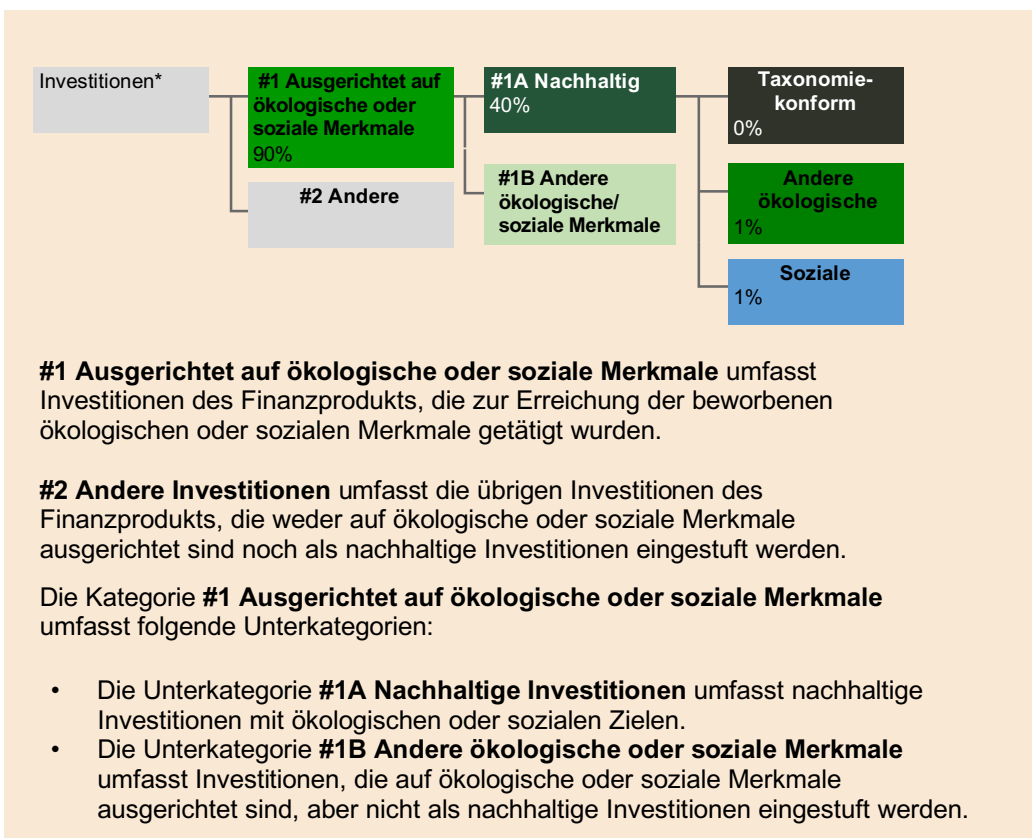 Investitionen*
#1 Ausgerichtet auf
ökologische oder
soziale Merkmale
90%
#2 Andere
#1A Nachhaltig
40%
#1B Andere
ökologische/
soziale Merkmale
Taxonomie-
konform
0%
Andere
ökologische
1%
Soziale
1%
#1 Ausgerichtet auf ökologische oder soziale Merkmale umfasst
Investitionen des Finanzprodukts, die zur Erreichung der beworbenen
ökologischen oder sozialen Merkmale getätigt wurden.
#2 Andere Investitionen umfasst die übrigen Investitionen des
Finanzprodukts, die weder auf ökologische oder soziale Merkmale
ausgerichtet sind noch als nachhaltige Investitionen eingestuft werden.
Die Kategorie #1 Ausgerichtet auf ökologische oder soziale Merkmale
umfasst folgende Unterkategorien:
• Die Unterkategorie #1A Nachhaltige Investitionen umfasst nachhaltige
Investitionen mit ökologischen oder sozialen Zielen.
• Die Unterkategorie #1B Andere ökologische oder soziale Merkmale
umfasst Investitionen, die auf ökologische oder soziale Merkmale
ausgerichtet sind, aber nicht als nachhaltige Investitionen eingestuft werden.